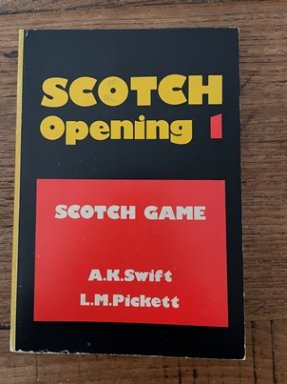 SCOTCH
Opening 1
SCOTCH GAME
A.K.Swift
L.M.Pickett